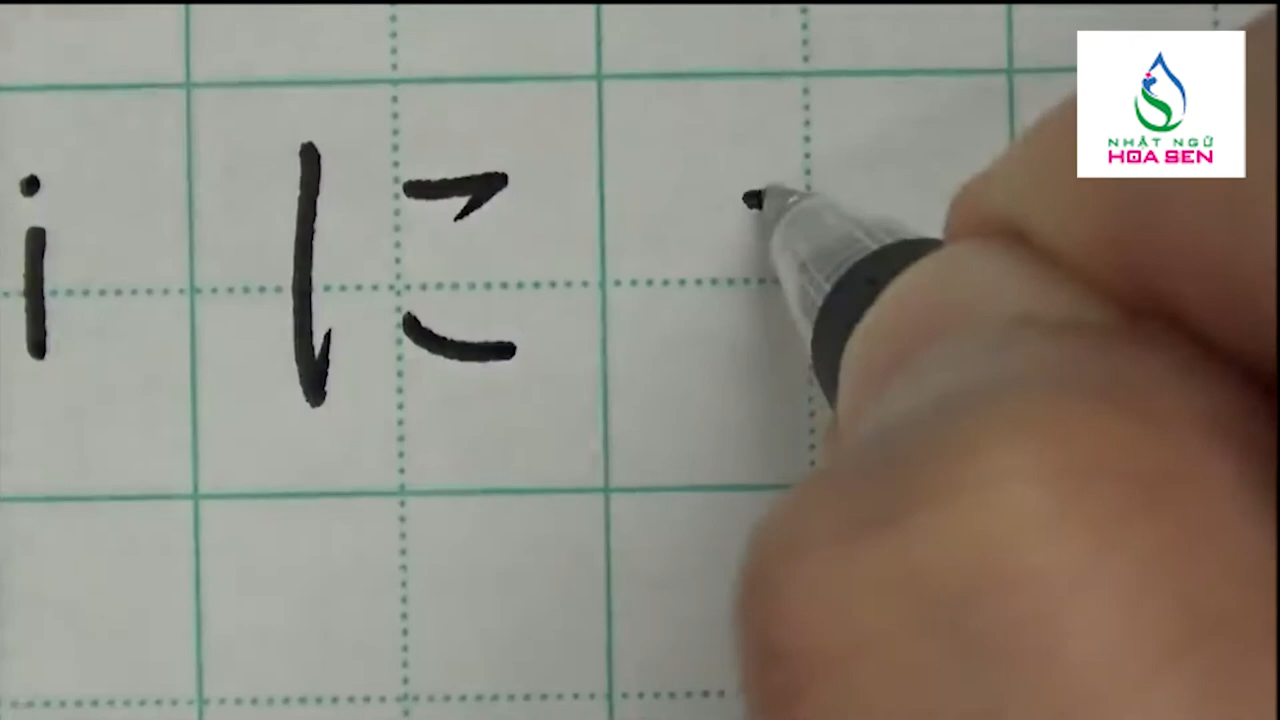 i に
NHẬT NGỮ
HOA SEN